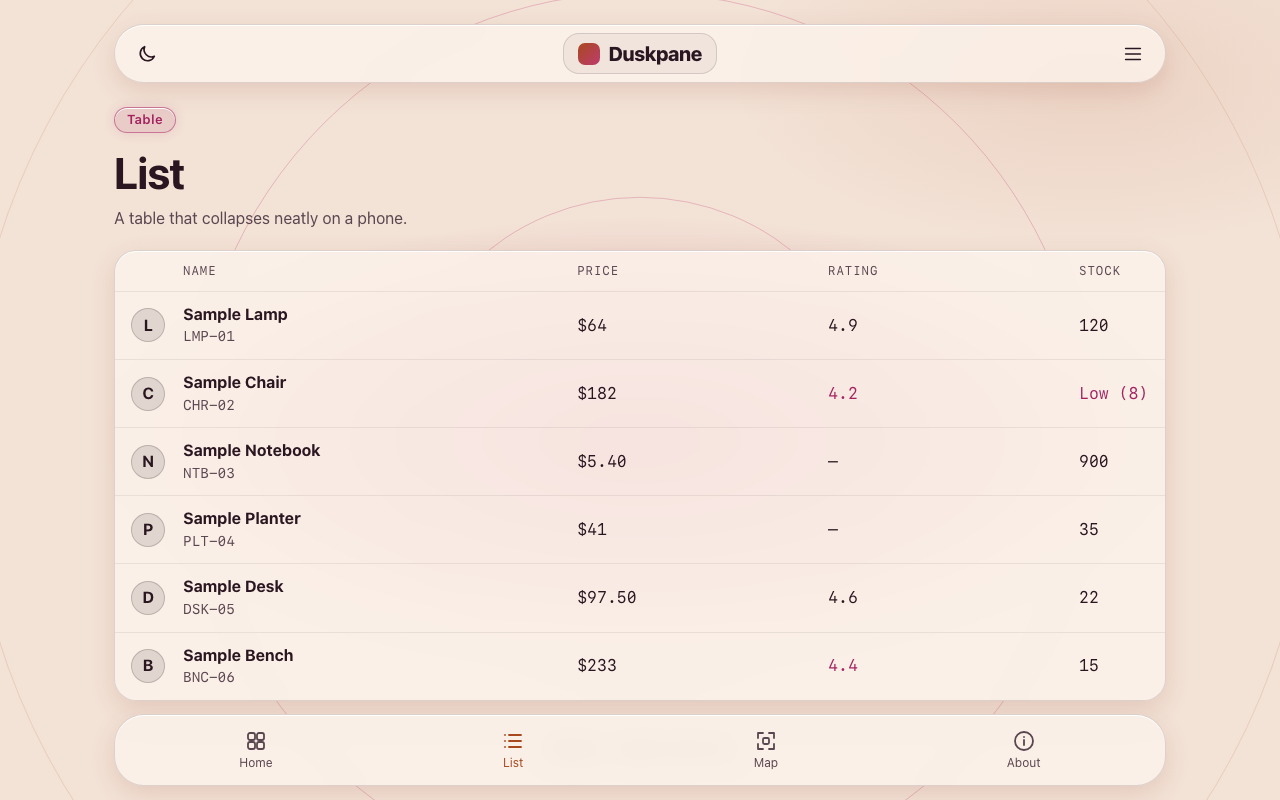 Duskpane
Table
List
A table that collapses neatly on a phone.
NAME PRICE RATING STOCK
L Sample Lamp $64 4.9 120
LMP–01
C Sample Chair $182 4.2 Low (8)
CHR–02
N Sample Notebook $5.40 — 900
NTB–03
P Sample Planter $41 — 35
PLT–04
D Sample Desk $97.50 4.6 22
DSK–05
B Sample Bench $233 4.4 15
BNC–06
Home List Map About